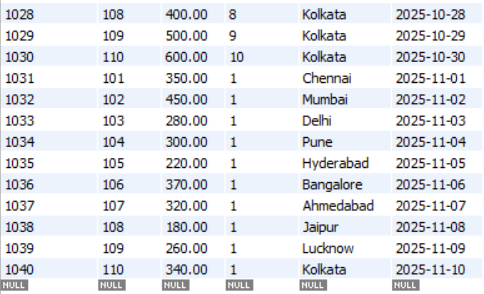 1028 108 400.00 8 Kolkata 2025-10-28
1029 109 500.00 9 Kolkata 2025-10-29
1030 110 600.00 10 Kolkata 2025-10-30
1031 101 350.00 1 Chennai 2025-11-01
1032 102 450.00 1 Mumbai 2025-11-02
1033 103 280.00 1 Delhi 2025-11-03
1034 104 300.00 1 Pune 2025-11-04
1035 105 220.00 1 Hyderabad 2025-11-05
1036 106 370.00 1 Bangalore 2025-11-06
1037 107 320.00 1 Ahmedabad 2025-11-07
1038 108 180.00 1 Jaipur 2025-11-08
1039 109 260.00 1 Lucknow 2025-11-09
1040 110 340.00 1 Kolkata 2025-11-10
NULL NULL NULL NULL NULL NULL